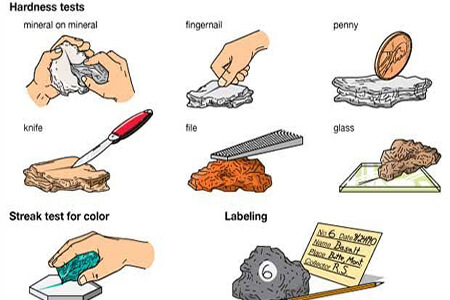 Hardness tests
mineral on mineral
fingernail
penny
knife
file
glass
Streak test for color
Labeling
No. 6 Date 8/24/90
Name Basalt
Place Butte, Mont.
Collector R.S.
6